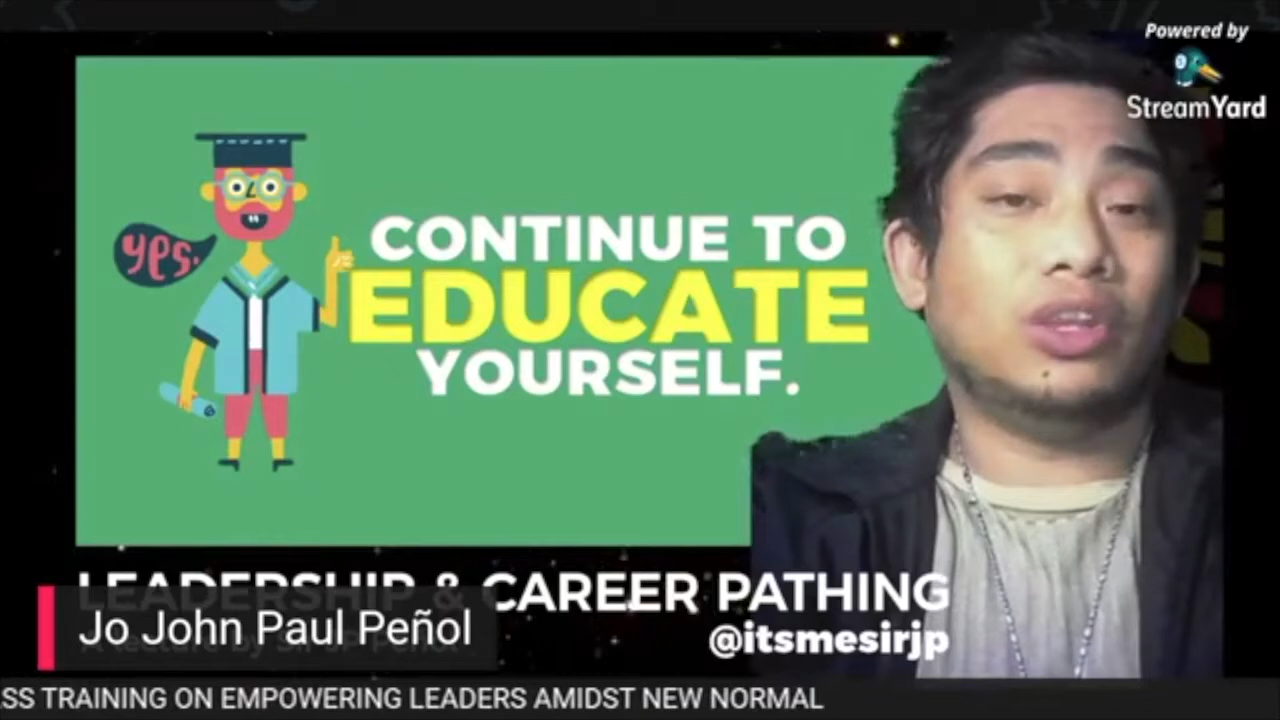 Powered by
StreamYard
yes.
CONTINUE TO
EDUCATE
YOURSELF.
LEADERSHIP & CAREER PATHING
Jo John Paul Peñol
@itsmesirjp
SS TRAINING ON EMPOWERING LEADERS AMIDST NEW NORMAL